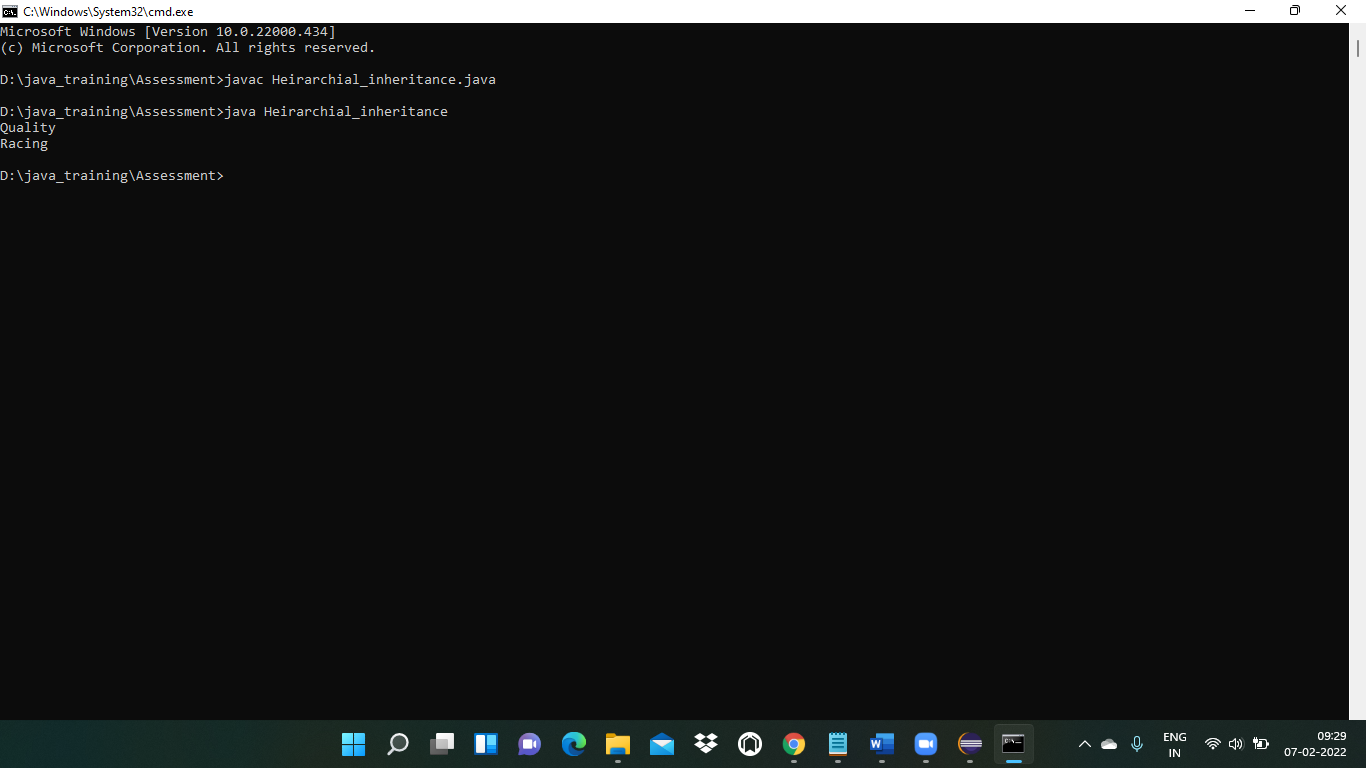 C:\Windows\System32\cmd.exe
Microsoft Windows [Version 10.0.22000.434]
(c) Microsoft Corporation. All rights reserved.
D:\java_training\Assessment>javac Heirarchial_inheritance.java
D:\java_training\Assessment>java Heirarchial_inheritance
Quality
Racing
D:\java_training\Assessment>
ENG
IN
09:29
07-02-2022